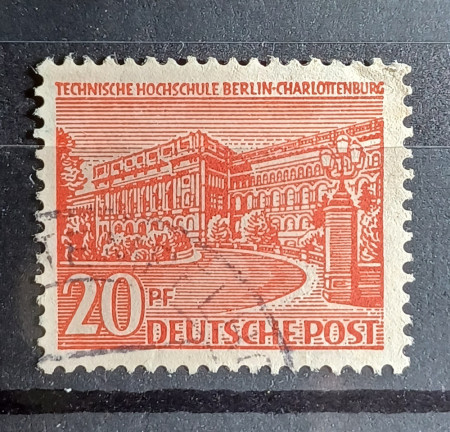 TECHNISCHE HOCHSCHULE BERLIN-CHARLOTTENBURG
20 PF
DEUTSCHE POST